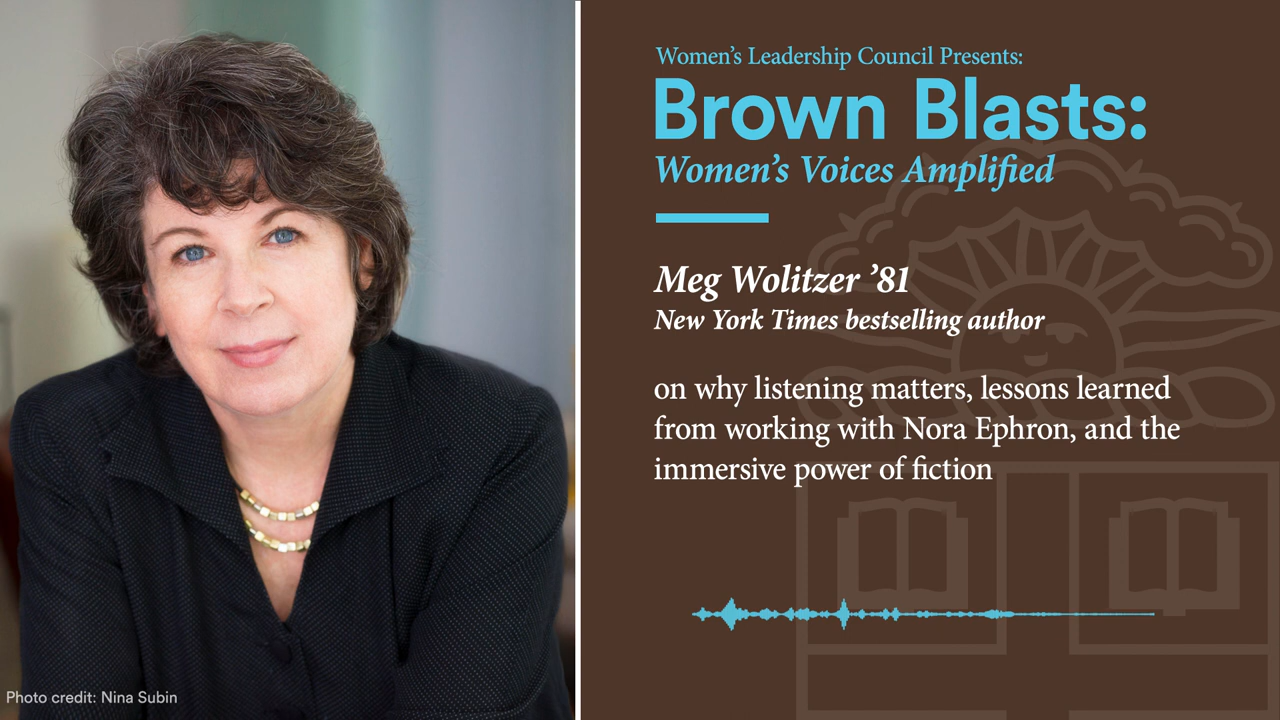 Women’s Leadership Council Presents:
Brown Blasts:
Women’s Voices Amplified
Meg Wolitzer ’81
New York Times bestselling author
on why listening matters, lessons learned
from working with Nora Ephron, and the
immersive power of fiction
Photo credit: Nina Subin